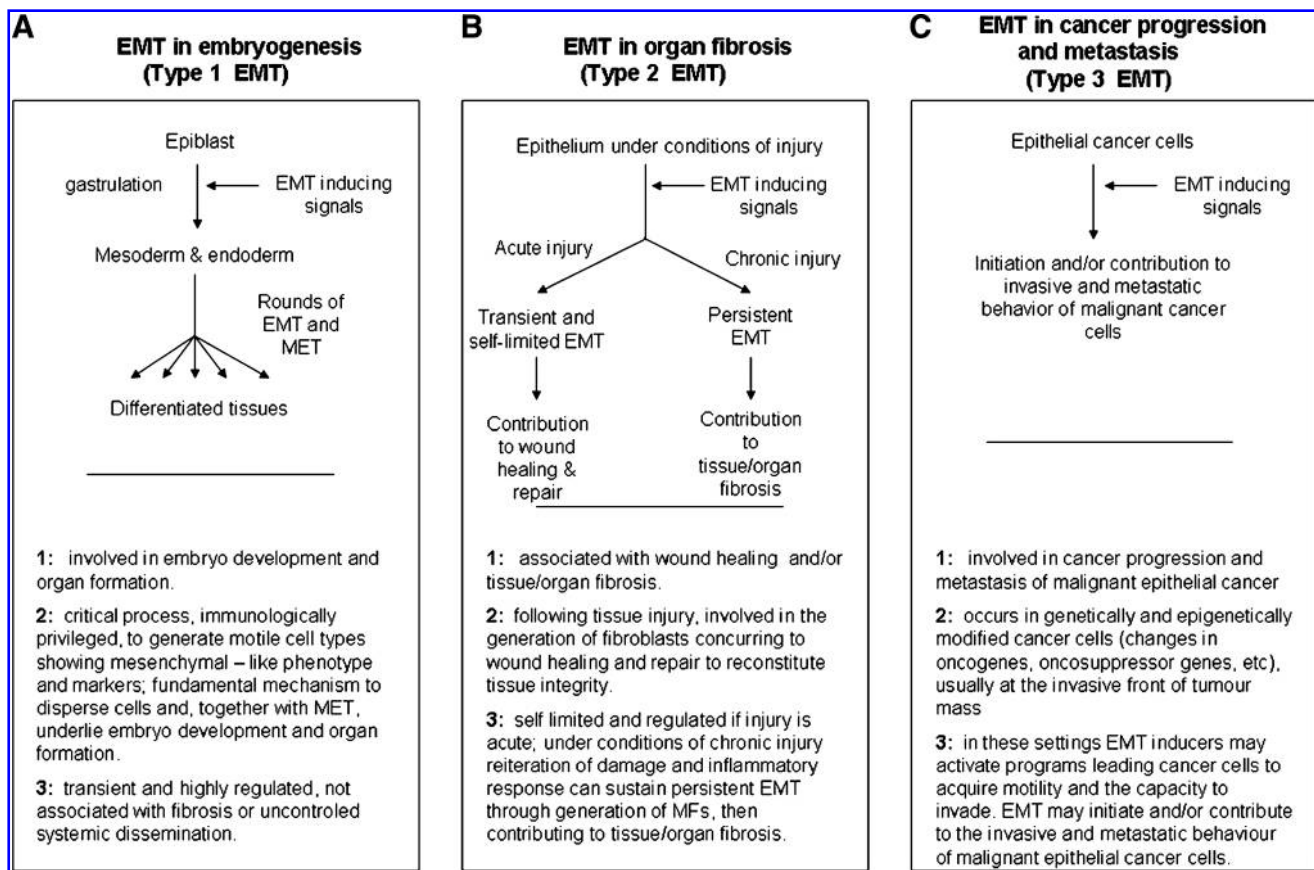 A
EMT in embryogenesis
(Type 1 EMT)
Epiblast
gastrulation
EMT inducing
signals
Mesoderm & endoderm
Rounds of
EMT and
MET
Differentiated tissues
1: involved in embryo development and
organ formation.
2: critical process, immunologically
privileged, to generate motile cell types
showing mesenchymal – like phenotype
and markers; fundamental mechanism to
disperse cells and, together with MET,
underlie embryo development and organ
formation.
3: transient and highly regulated, not
associated with fibrosis or uncontroled
systemic dissemination.
B
EMT in organ fibrosis
(Type 2 EMT)
Epithelium under conditions of injury
EMT inducing
signals
Acute injury
Chronic injury
Transient and
self-limited EMT
Persistent
EMT
Contribution
to wound
healing &
repair
Contribution
to
tissue/organ
fibrosis
1: associated with wound healing and/or
tissue/organ fibrosis.
2: following tissue injury, involved in the
generation of fibroblasts concurring to
wound healing and repair to reconstitute
tissue integrity.
3: self limited and regulated if injury is
acute; under conditions of chronic injury
reiteration of damage and inflammatory
response can sustain persistent EMT
through generation of MFs, then
contributing to tissue/organ fibrosis.
C
EMT in cancer progression
and metastasis
(Type 3 EMT)
Epithelial cancer cells
EMT inducing
signals
Initiation and/or contribution to
invasive and metastatic
behavior of malignant cancer
cells
1: involved in cancer progression and
metastasis of malignant epithelial cancer
2: occurs in genetically and epigenetically
modified cancer cells (changes in
oncogenes, oncosuppressor genes, etc),
usually at the invasive front of tumour
mass
3: in these settings EMT inducers may
activate programs leading cancer cells to
acquire motility and the capacity to
invade. EMT may initiate and/or contribute
to the invasive and metastatic behaviour
of malignant epithelial cancer cells.